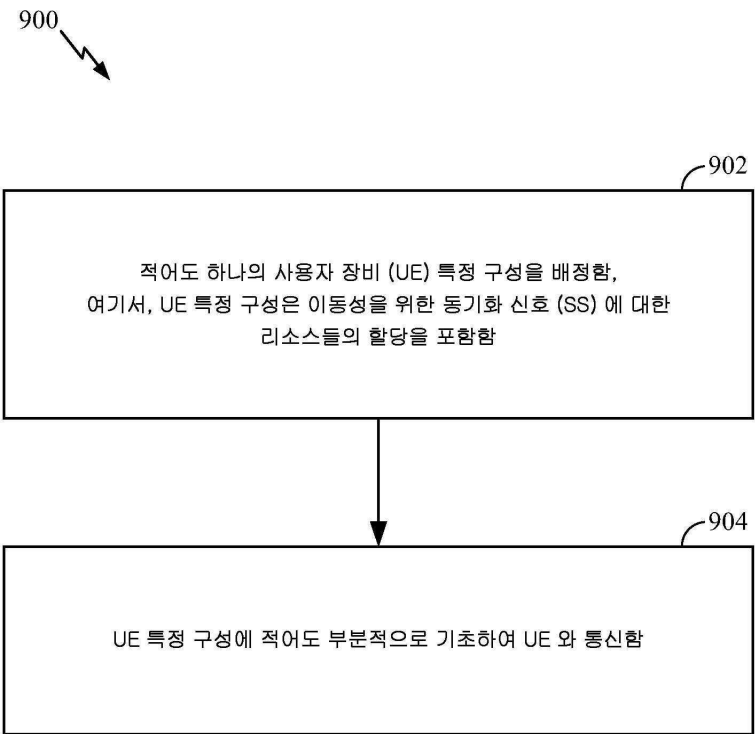 900
902
적어도 하나의 사용자 장비 (UE) 특정 구성을 배정함,
여기서, UE 특정 구성은 이동성을 위한 동기화 신호 (SS) 에 대한
리소스들의 할당을 포함함
904
UE 특정 구성에 적어도 부분적으로 기초하여 UE 와 통신함